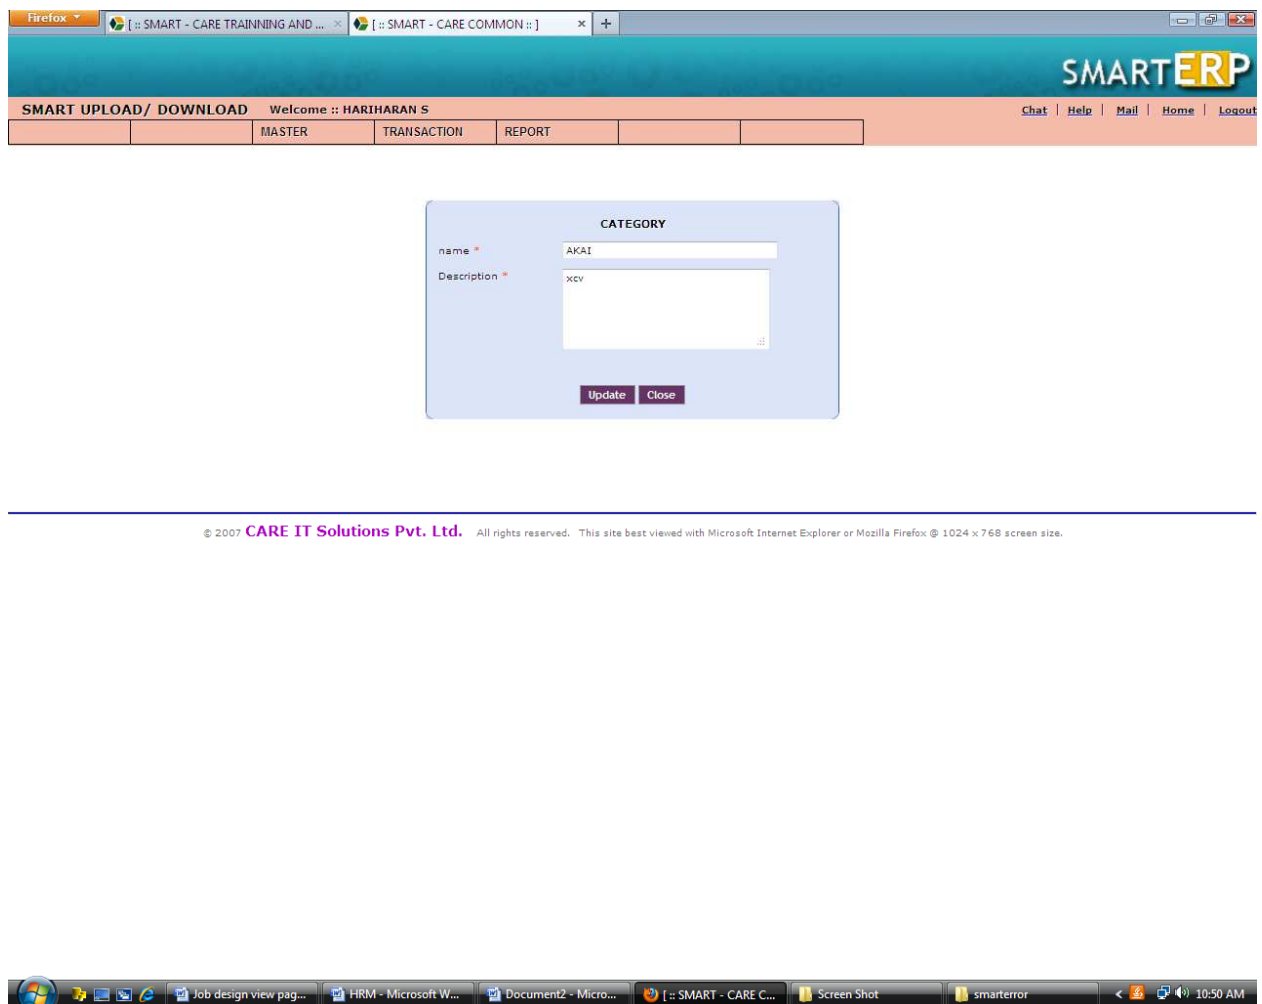 Firefox
[ :: SMART - CARE TRAINNING AND ... ×
[ :: SMART - CARE COMMON :: ] × +
SMARTERP
SMART UPLOAD/ DOWNLOAD Welcome :: HARIHARAN S Chat | Help | Mail | Home | Logout
MASTER TRANSACTION REPORT
CATEGORY
name * AKAI
Description * xcv
Update Close
© 2007 CARE IT Solutions Pvt. Ltd. All rights reserved. This site best viewed with Microsoft Internet Explorer or Mozilla Firefox @ 1024 x 768 screen size.
Job design view pag... HRM - Microsoft W... Document2 - Micro... [ :: SMART - CARE C... Screen Shot smarterror < 10:50 AM